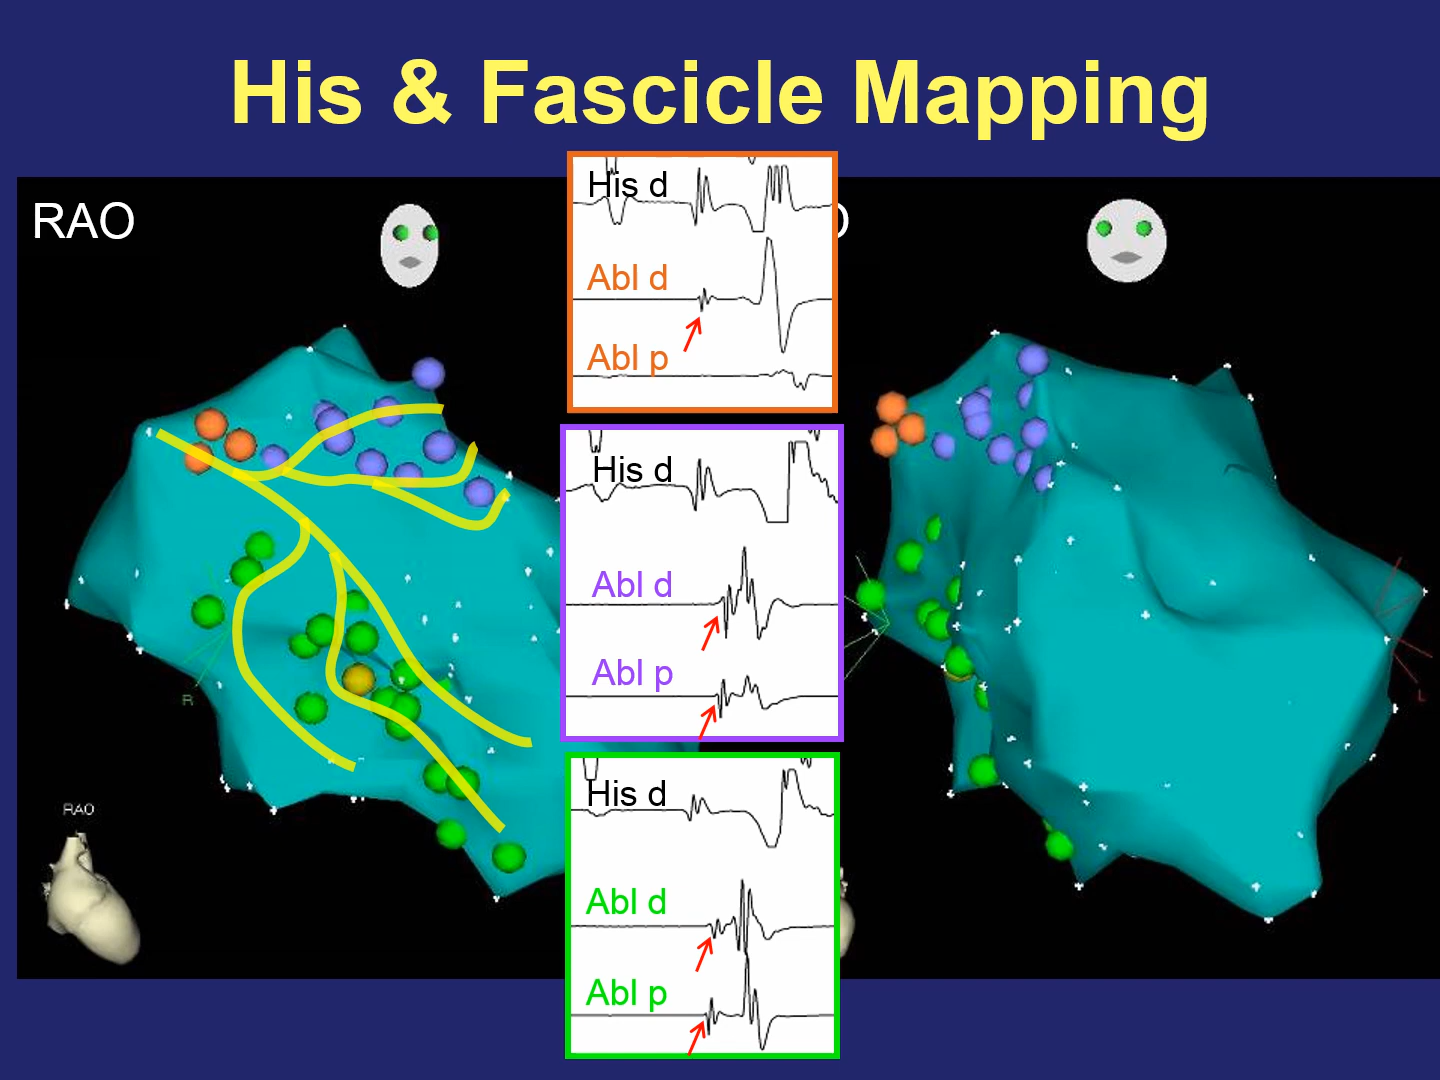 His & Fascicle Mapping
RAO
His d
Abl d
Abl p
His d
Abl d
Abl p
His d
Abl d
Abl p
R
L
RAO